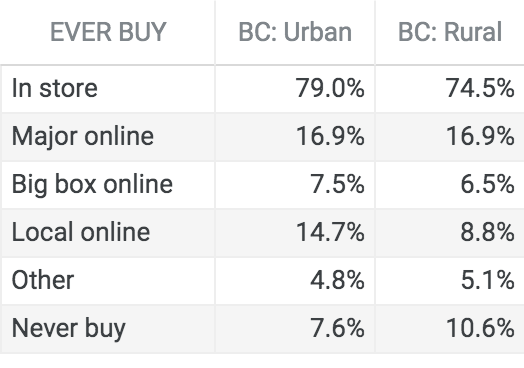 EVER BUY BC: Urban BC: Rural
In store 79.0% 74.5%
Major online 16.9% 16.9%
Big box online 7.5% 6.5%
Local online 14.7% 8.8%
Other 4.8% 5.1%
Never buy 7.6% 10.6%